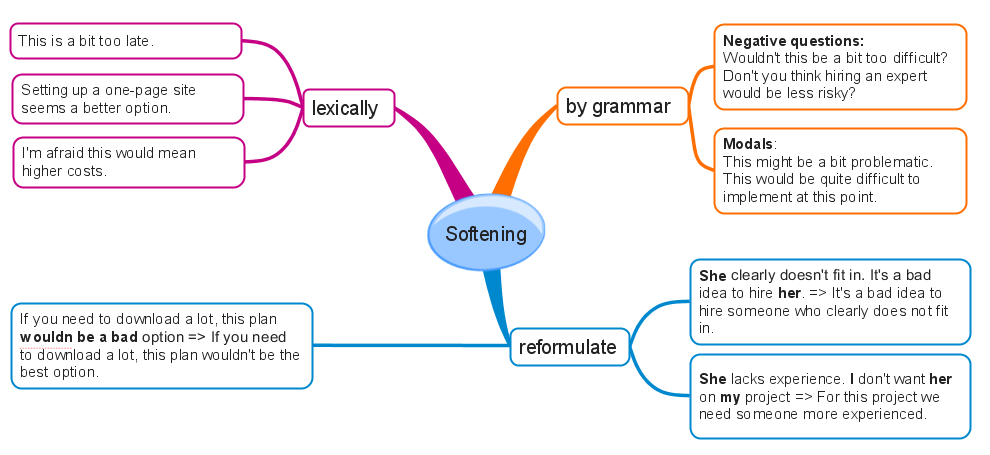 This is a bit too late.
Setting up a one-page site
seems a better option.
I'm afraid this would mean
higher costs.
lexically
by grammar
Negative questions:
Wouldn't this be a bit too difficult?
Don't you think hiring an expert
would be less risky?
Modals:
This might be a bit problematic.
This would be quite difficult to
implement at this point.
Softening
If you need to download a lot, this plan
wouldn be a bad option => If you need
to download a lot, this plan wouldn't be the
best option.
reformulate
She clearly doesn't fit in. It's a bad
idea to hire her. => It's a bad idea to
hire someone who clearly does not fit
in.
She lacks experience. I don't want her
on my project => For this project we
need someone more experienced.